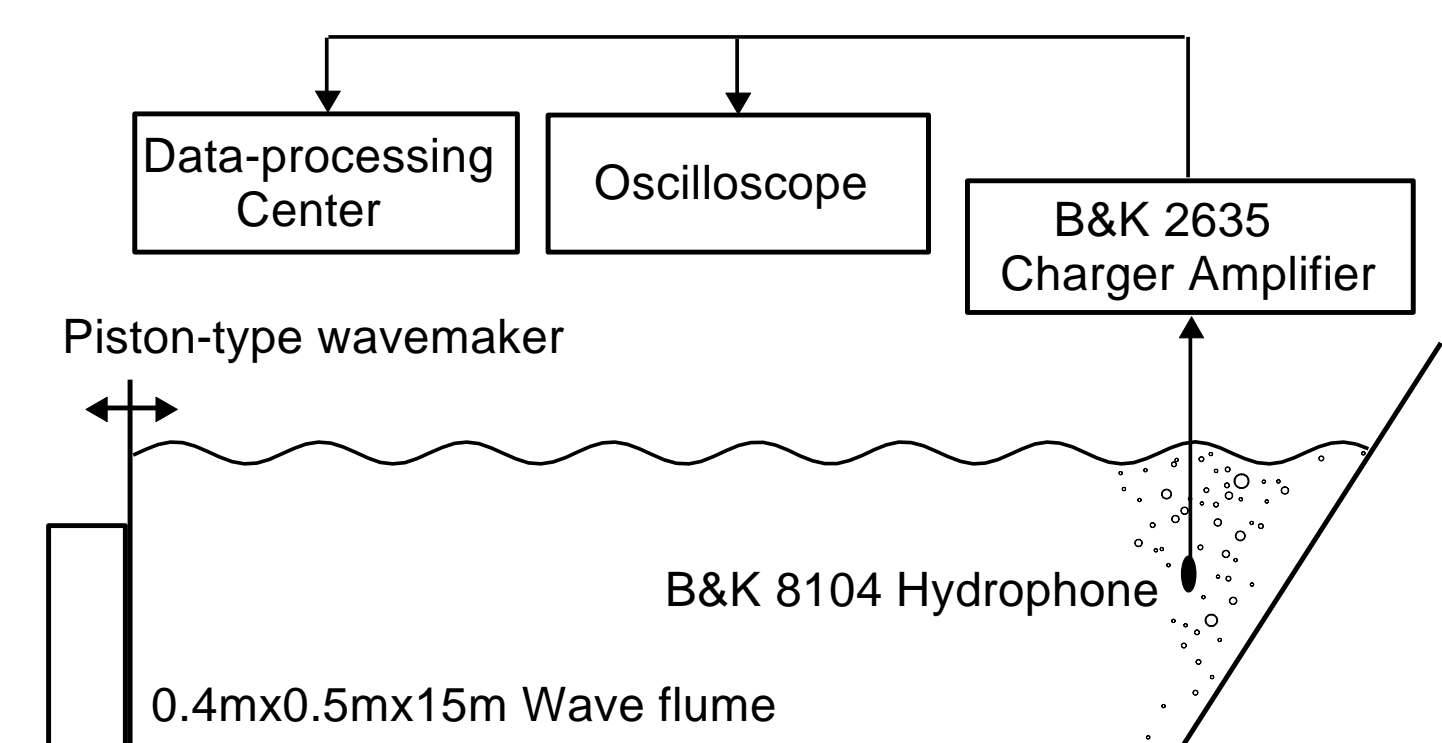 Data-processing
Center
Oscilloscope
B&K 2635
Charger Amplifier
Piston-type wavemaker
B&K 8104 Hydrophone
0.4mx0.5mx15m Wave flume